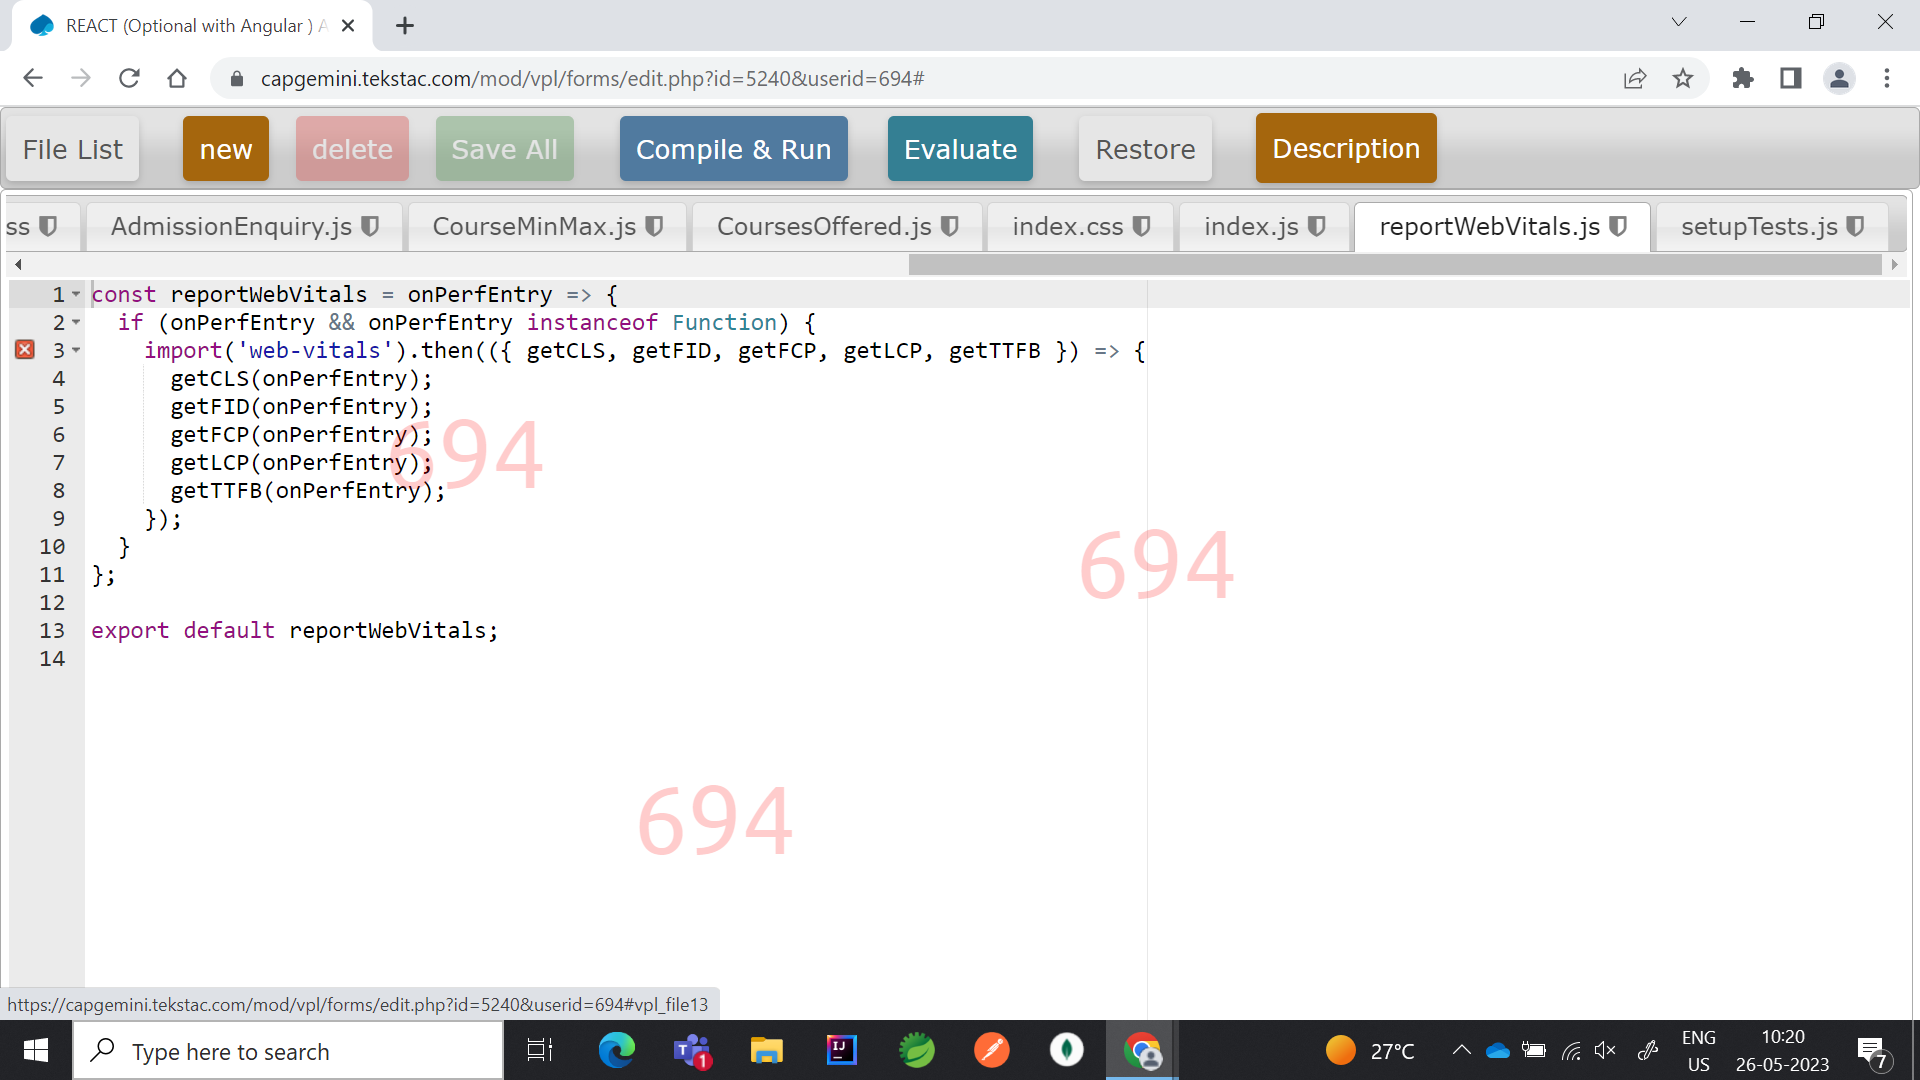 REACT (Optional with Angular ) A
capgemini.tekstac.com/mod/vpl/forms/edit.php?id=5240&userid=694#
File List new delete Save All Compile & Run Evaluate Restore Description
ss AdmissionEnquiry.js CourseMinMax.js CoursesOffered.js index.css index.js reportWebVitals.js setupTests.js
1 const reportWebVitals = onPerfEntry => {
2 if (onPerfEntry && onPerfEntry instanceof Function) {
3 import('web-vitals').then(({ getCLS, getFID, getFCP, getLCP, getTTFB }) => {
4 getCLS(onPerfEntry);
5 getFID(onPerfEntry);
6 getFCP(onPerfEntry);
7 getLCP(onPerfEntry);
8 getTTFB(onPerfEntry);
9 });
10 }
11 };
12
13 export default reportWebVitals;
14
694
694
694
https://capgemini.tekstac.com/mod/vpl/forms/edit.php?id=5240&userid=694#vpl_file13
Type here to search
T 1
IJ
27°C
ENG
US
10:20
26-05-2023
7